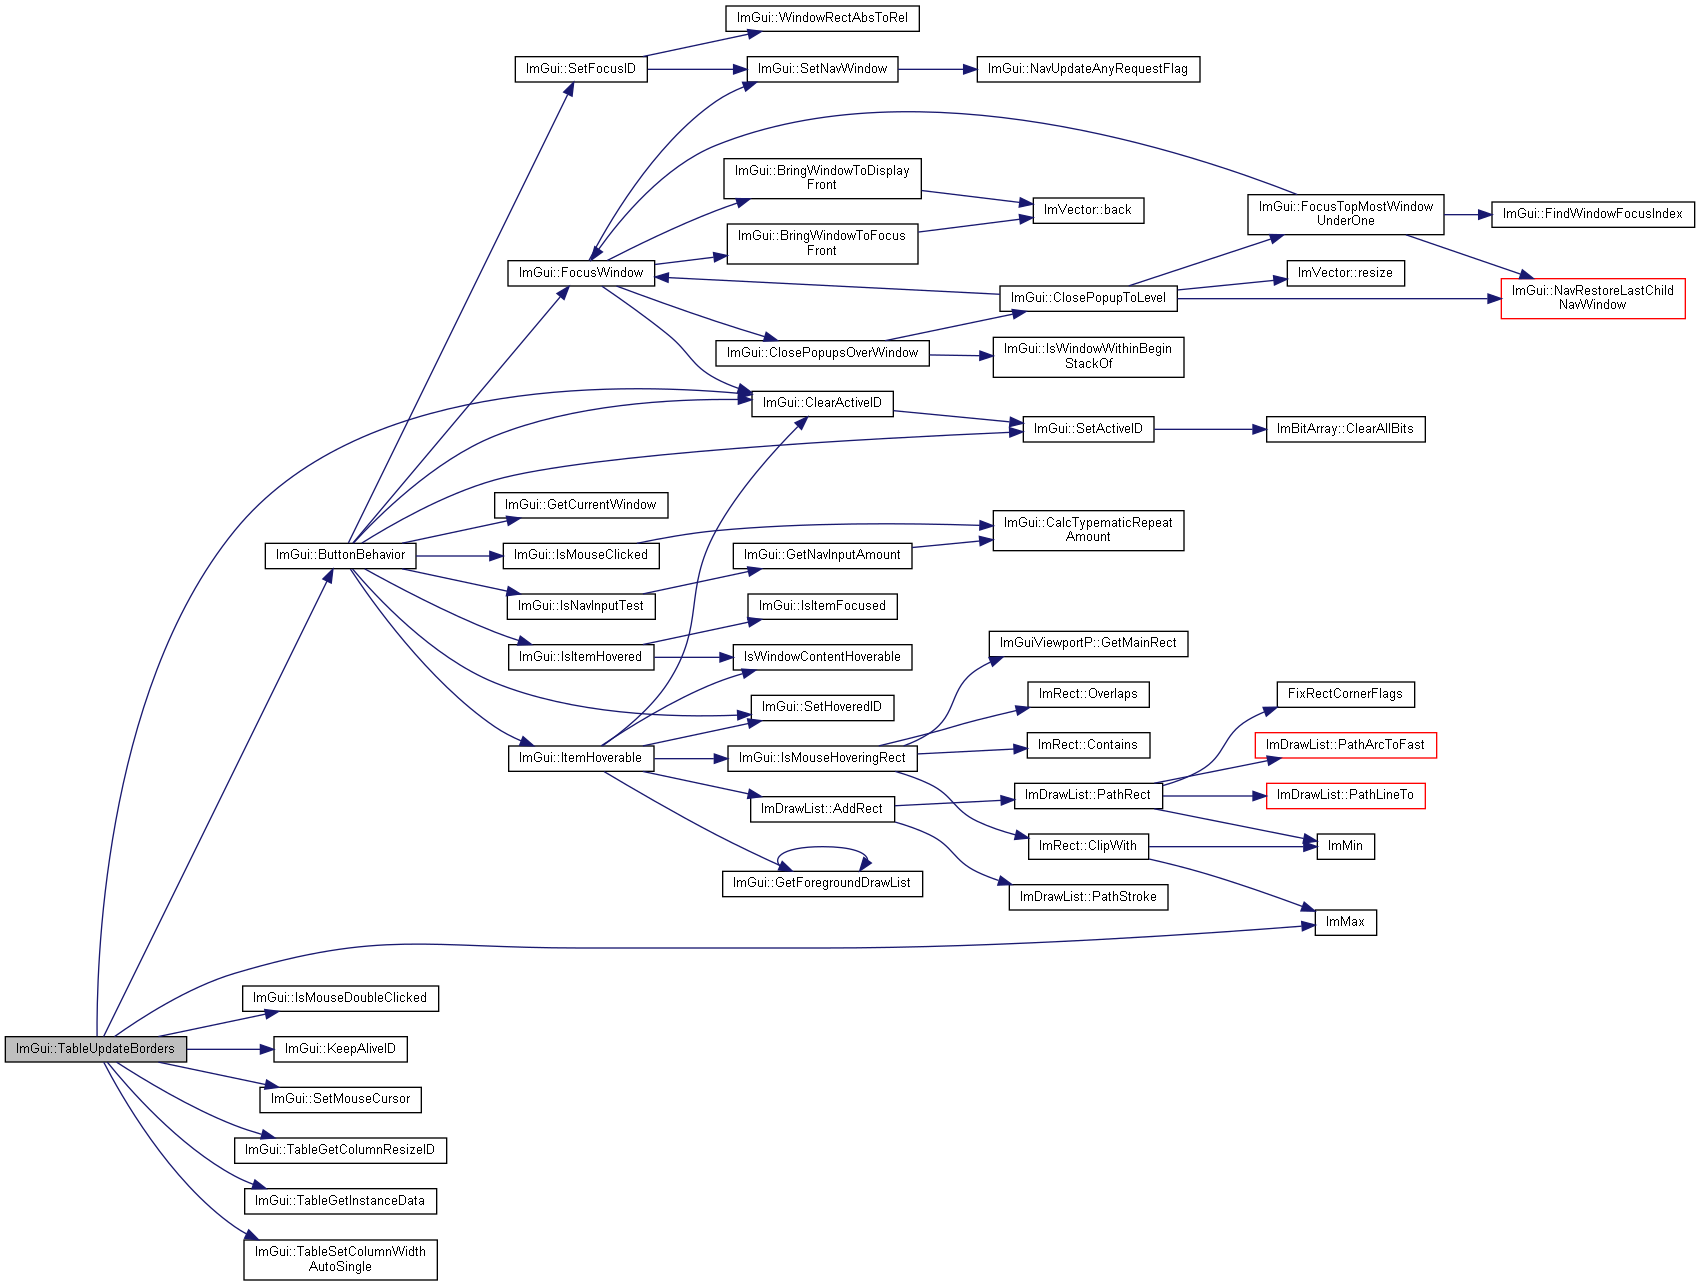 ImGui::WindowRectAbsToRel
ImGui::SetFocusID
ImGui::SetNavWindow
ImGui::NavUpdateAnyRequestFlag
ImGui::BringWindowToDisplay
Front
ImVector::back
ImGui::FocusTopMostWindow
UnderOne
ImGui::FindWindowFocusIndex
ImGui::BringWindowToFocus
Front
ImGui::FocusWindow
ImVector::resize
ImGui::ClosePopupToLevel
ImGui::NavRestoreLastChild
NavWindow
ImGui::ClosePopupsOverWindow
ImGui::IsWindowWithinBegin
StackOf
ImGui::ClearActiveID
ImGui::SetActiveID
ImBitArray::ClearAllBits
ImGui::GetCurrentWindow
ImGui::CalcTypematicRepeat
Amount
ImGui::ButtonBehavior
ImGui::IsMouseClicked
ImGui::GetNavInputAmount
ImGui::IsNavInputTest
ImGui::IsItemFocused
ImGui::IsItemHovered
IsWindowContentHoverable
ImGuiViewportP::GetMainRect
ImGui::SetHoveredID
ImRect::Overlaps
FixRectCornerFlags
ImGui::ItemHoverable
ImGui::IsMouseHoveringRect
ImRect::Contains
ImDrawList::PathArcToFast
ImDrawList::AddRect
ImDrawList::PathRect
ImDrawList::PathLineTo
ImRect::ClipWith
ImMin
ImGui::GetForegroundDrawList
ImDrawList::PathStroke
ImMax
ImGui::IsMouseDoubleClicked
ImGui::TableUpdateBorders
ImGui::KeepAliveID
ImGui::SetMouseCursor
ImGui::TableGetColumnResizeID
ImGui::TableGetInstanceData
ImGui::TableSetColumnWidth
AutoSingle